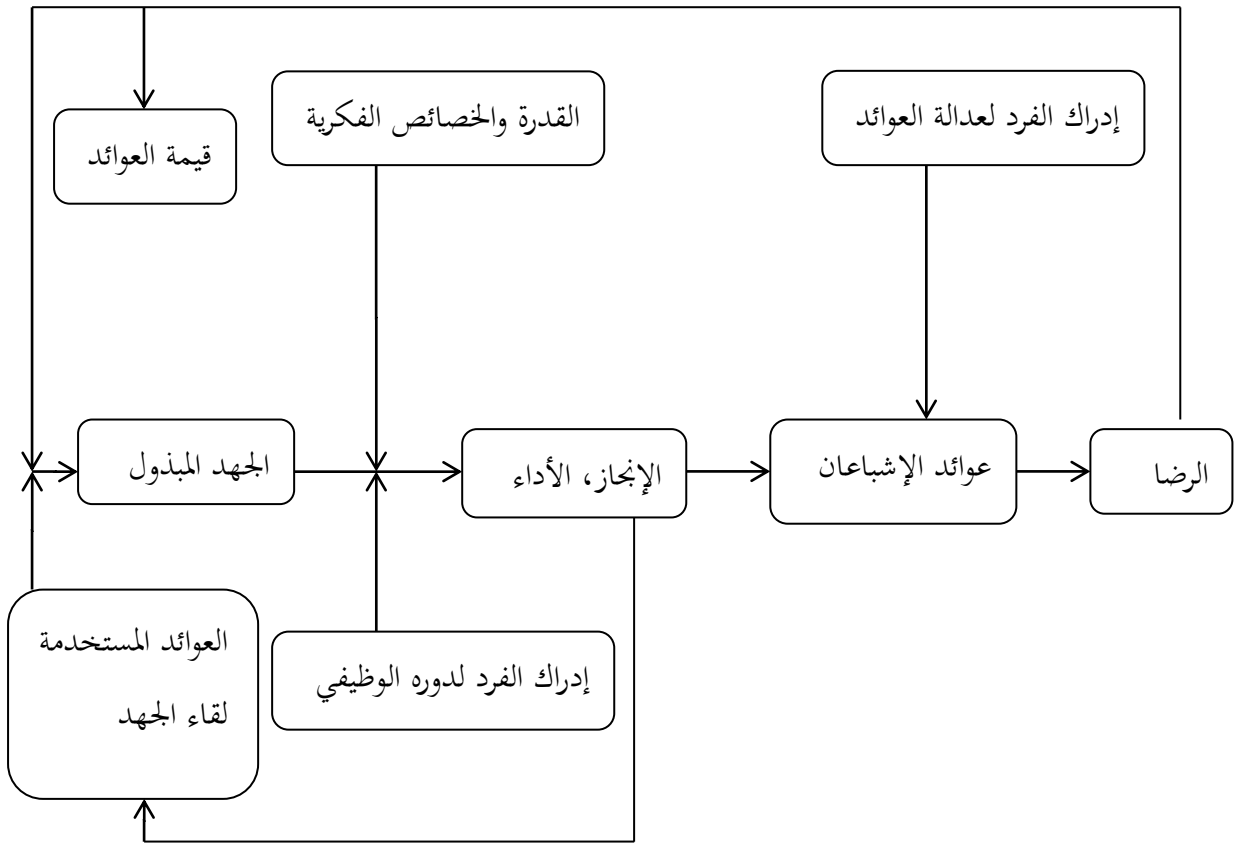 القدرة والخصائص الفكرية
إدراك الفرد لعدالة العوائد
قيمة العوائد
الجهد المبذول
الإنجاز، الأداء
عوائد الإشباعان
الرضا
العوائد المستخدمة
لقاء الجهد
إدراك الفرد لدوره الوظيفي